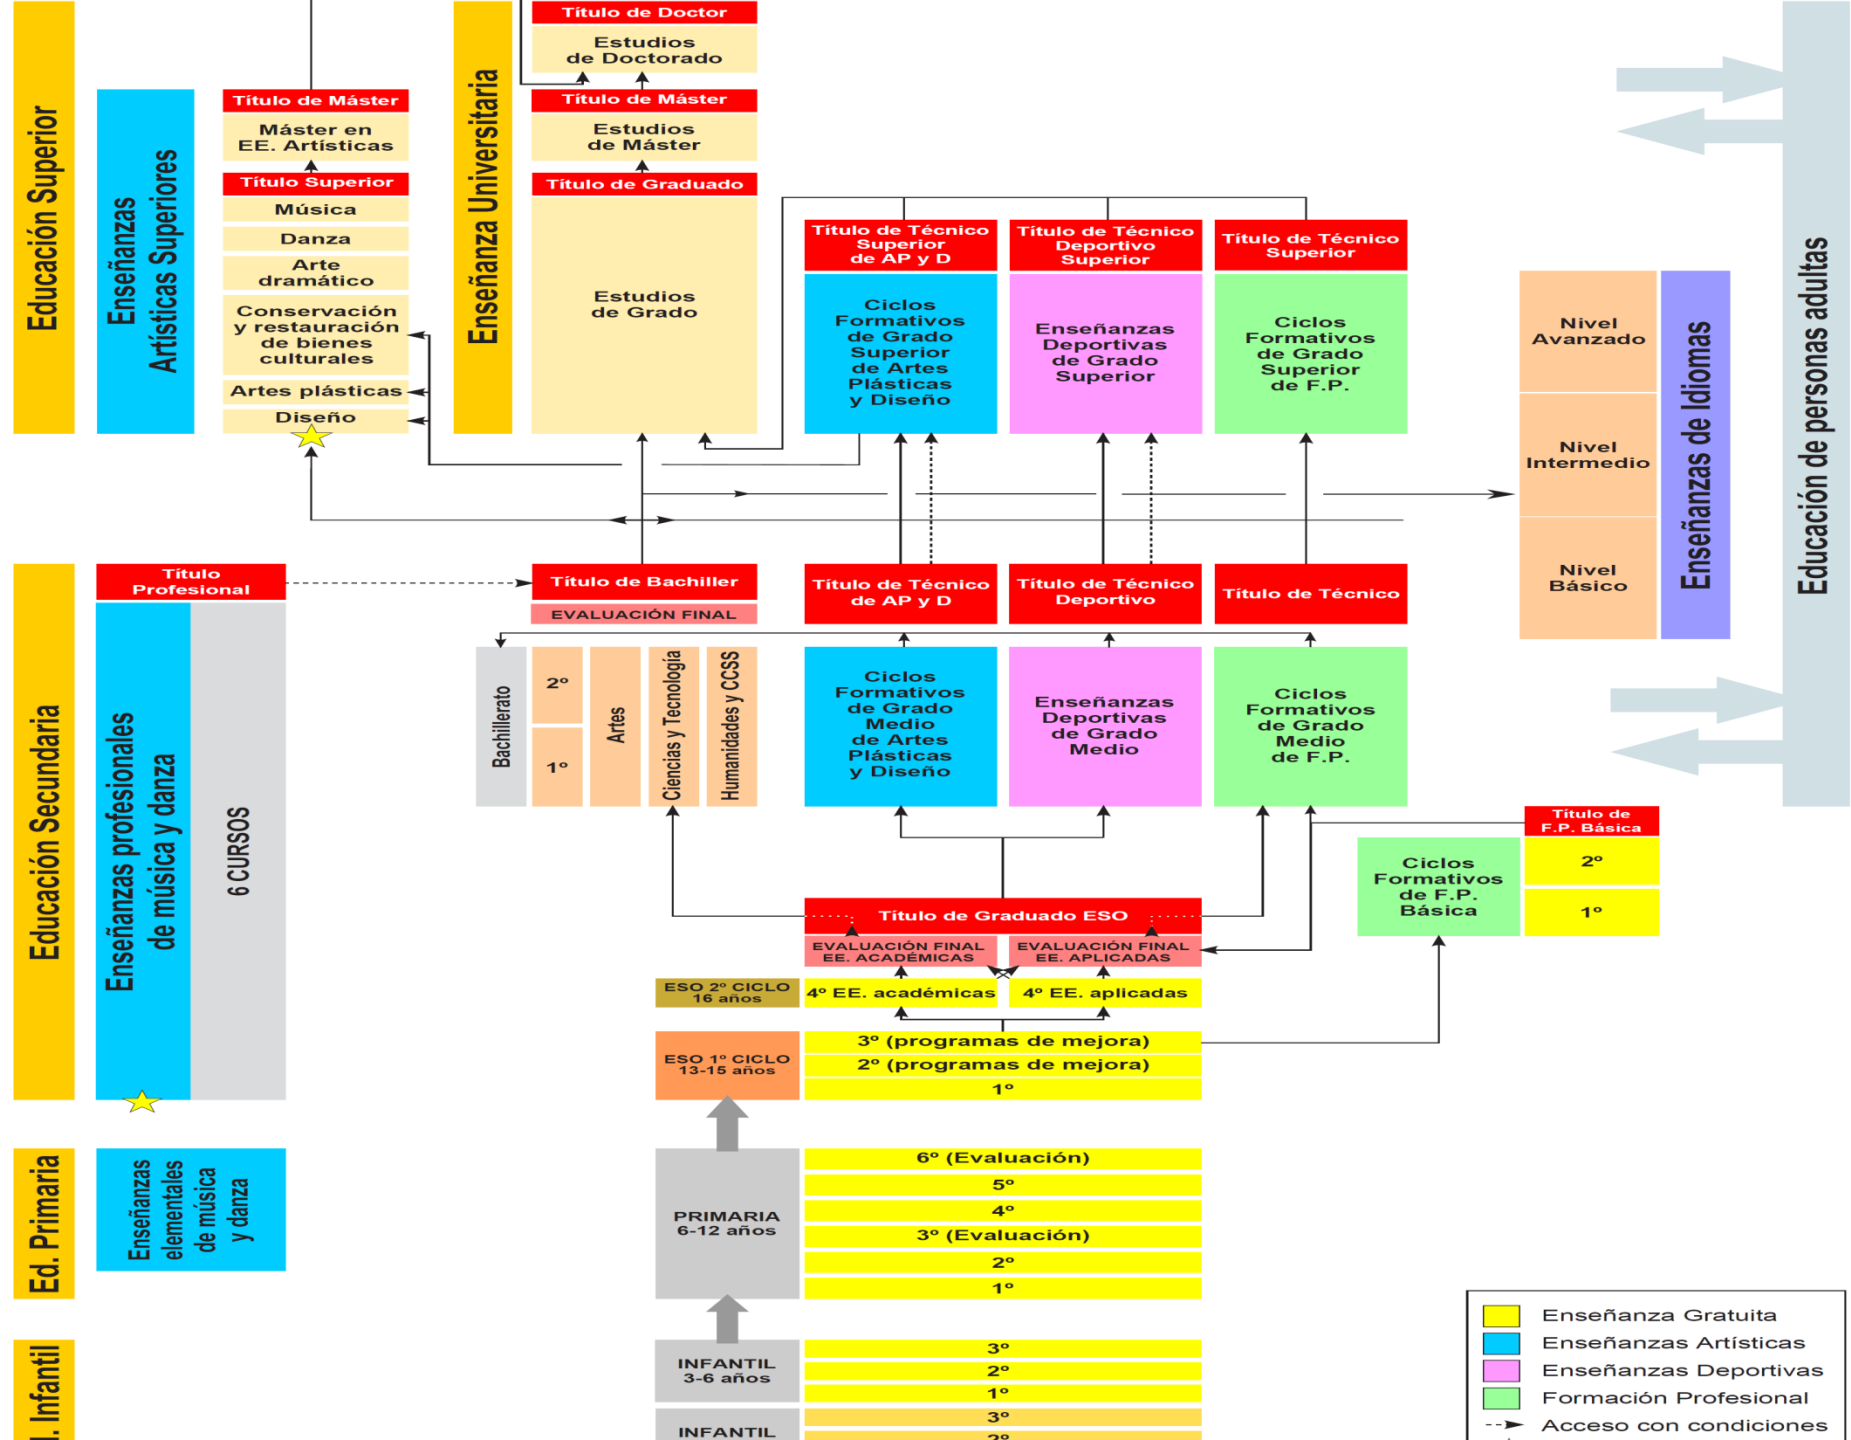 Educación Superior
Enseñanzas
Artísticas Superiores
Título de Máster
Máster en
EE. Artísticas
Título Superior
Música
Danza
Arte
dramático
Conservación
y restauración
de bienes
culturales
Artes plásticas
Diseño
Enseñanza Universitaria
Título de Doctor
Estudios
de Doctorado
Título de Máster
Estudios
de Máster
Título de Graduado
Estudios
de Grado
Título de Técnico
Superior
de AP y D
Ciclos
Formativos
de Grado
Superior
de Artes
Plásticas
y Diseño
Título de Técnico
Deportivo
Superior
Enseñanzas
Deportivas
de Grado
Superior
Título de Técnico
Superior
Ciclos
Formativos
de Grado
Superior
de F.P.
Nivel
Avanzado
Nivel
Intermedio
Nivel
Básico
Enseñanzas de Idiomas
Educación de personas adultas
Educación Secundaria
Título
Profesional
Enseñanzas profesionales
de música y danza
6 CURSOS
Título de Bachiller
EVALUACIÓN FINAL
Bachillerato
2º
1º
Artes
Ciencias y Tecnología
Humanidades y CCSS
Título de Técnico
de AP y D
Ciclos
Formativos
de Grado
Medio
de Artes
Plásticas
y Diseño
Título de Técnico
Deportivo
Enseñanzas
Deportivas
de Grado
Medio
Título de Técnico
Ciclos
Formativos
de Grado
Medio
de F.P.
Título de
F.P. Básica
2º
1º
Ciclos
Formativos
de F.P.
Básica
Título de Graduado ESO
EVALUACIÓN FINAL
EE. ACADÉMICAS
EVALUACIÓN FINAL
EE. APLICADAS
ESO 2º CICLO
16 años
4º EE. académicas
4º EE. aplicadas
ESO 1º CICLO
13-15 años
3º (programas de mejora)
2º (programas de mejora)
1º
Ed. Primaria
Enseñanzas
elementales
de música
y danza
PRIMARIA
6-12 años
6º (Evaluación)
5º
4º
3º (Evaluación)
2º
1º
Infantil
INFANTIL
3-6 años
3º
2º
1º
INFANTIL
3º
2º
Enseñanza Gratuita
Enseñanzas Artísticas
Enseñanzas Deportivas
Formación Profesional
Acceso con condiciones